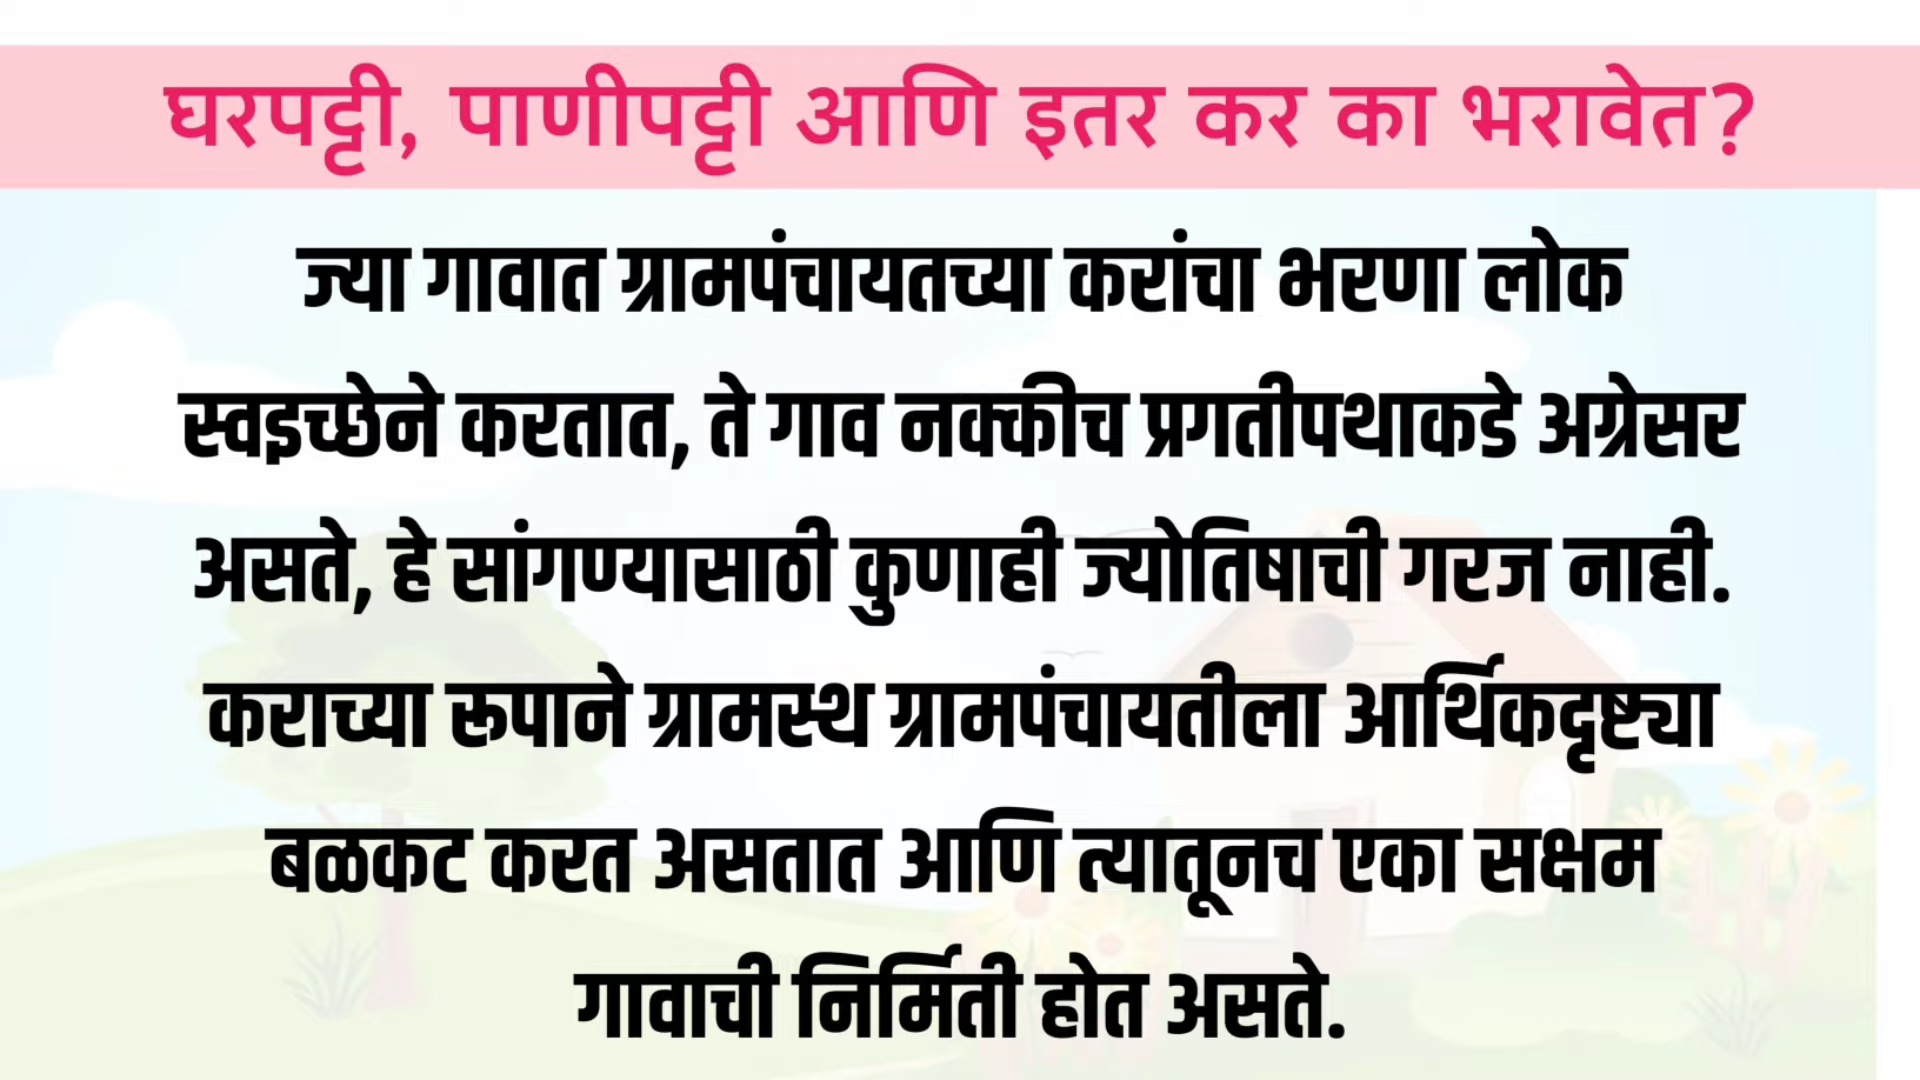 घरपट्टी, पाणीपट्टी आणि इतर कर का भरावेत?
ज्या गावात ग्रामपंचायतच्या करांचा भरणा लोक
स्वइच्छेने करतात, ते गाव नक्कीच प्रगतीपथाकडे अग्रेसर
असते, हे सांगण्यासाठी कुणाही ज्योतिषाची गरज नाही.
कराच्या रूपाने ग्रामस्थ ग्रामपंचायतीला आर्थिकदृष्ट्या
बळकट करत असतात आणि त्यातूनच एका सक्षम
गावाची निर्मिती होत असते.